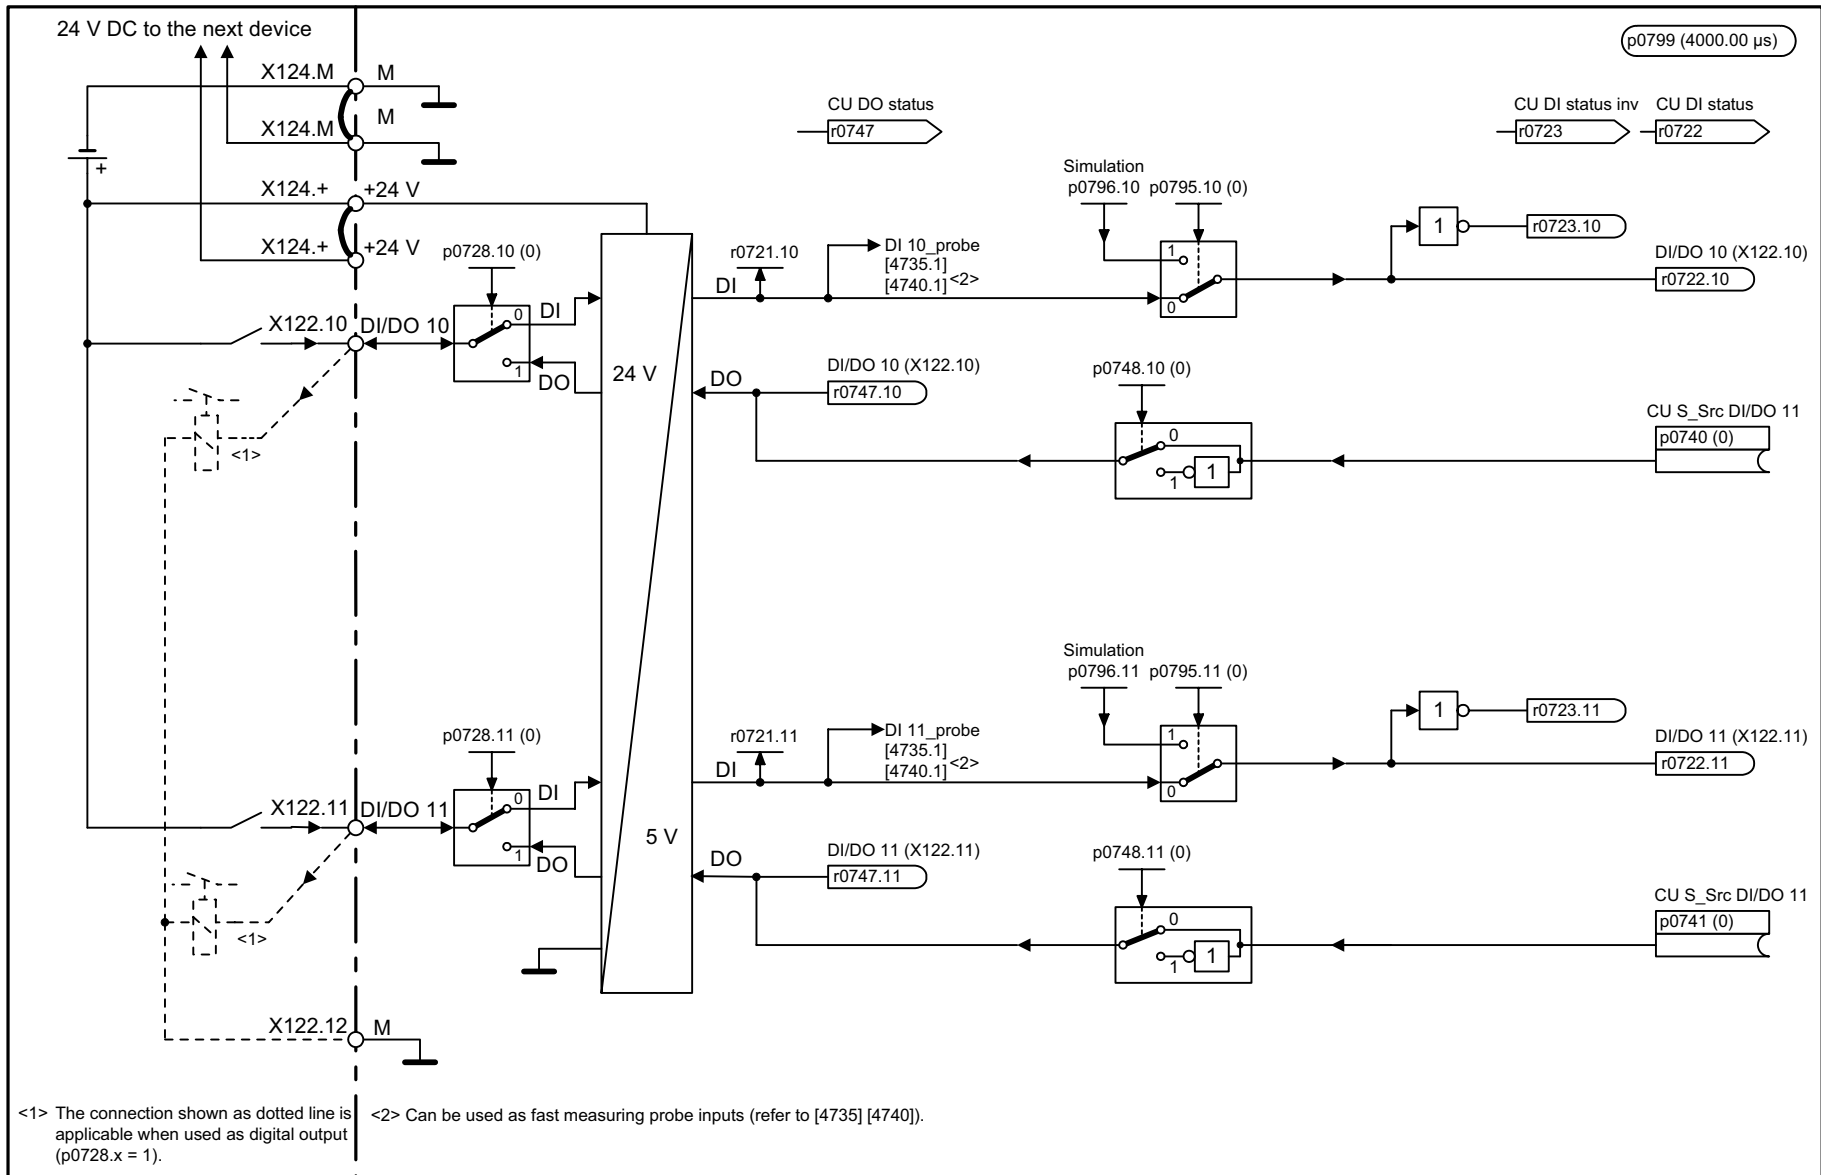 24 V DC to the next device
p0799 (4000.00 µs)
X124.M
M
X124.M
M
CU DO status
r0747
CU DI status inv
r0723
CU DI status
r0722
+
X124.+
+24 V
X124.+
+24 V
Simulation
p0796.10
p0795.10 (0)
1
0
1
r0723.10
DI/DO 10 (X122.10)
r0722.10
p0728.10 (0)
r0721.10
DI 10_probe
[4735.1]
[4740.1]
<2>
DI
DI
0
1
DO
X122.10
DI/DO 10
24 V
DO
DI/DO 10 (X122.10)
r0747.10
p0748.10 (0)
0
1
1
CU S_Src DI/DO 11
p0740 (0)
<1>
Simulation
p0796.11
p0795.11 (0)
1
0
1
r0723.11
DI/DO 11 (X122.11)
r0722.11
p0728.11 (0)
r0721.11
DI 11_probe
[4735.1]
[4740.1]
<2>
DI
DI
0
1
DO
X122.11
DI/DO 11
5 V
DO
DI/DO 11 (X122.11)
r0747.11
p0748.11 (0)
0
1
1
CU S_Src DI/DO 11
p0741 (0)
<1>
X122.12
M
<1> The connection shown as dotted line is
applicable when used as digital output
(p0728.x = 1).
<2> Can be used as fast measuring probe inputs (refer to [4735] [4740]).